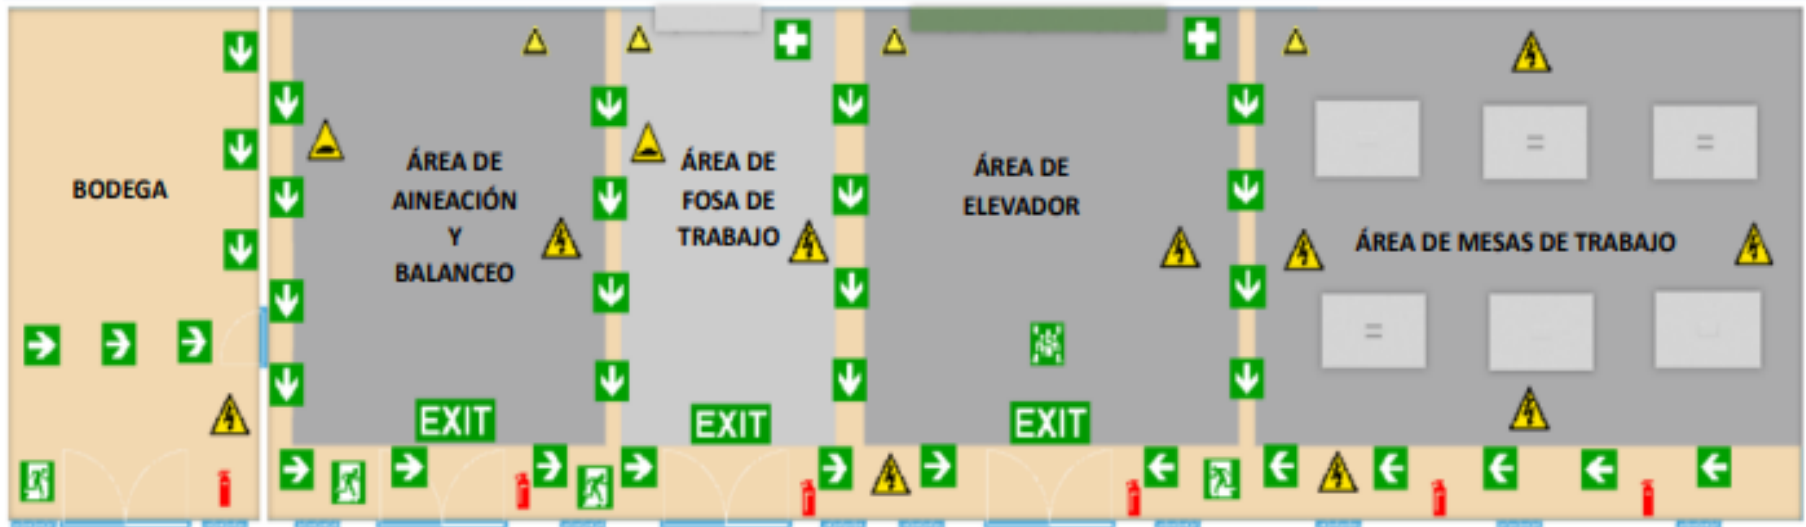 BODEGA
ÁREA DE
AINEACIÓN
Y
BALANCEO
ÁREA DE
FOSA DE
TRABAJO
ÁREA DE
ELEVADOR
ÁREA DE MESAS DE TRABAJO
EXIT
EXIT
EXIT